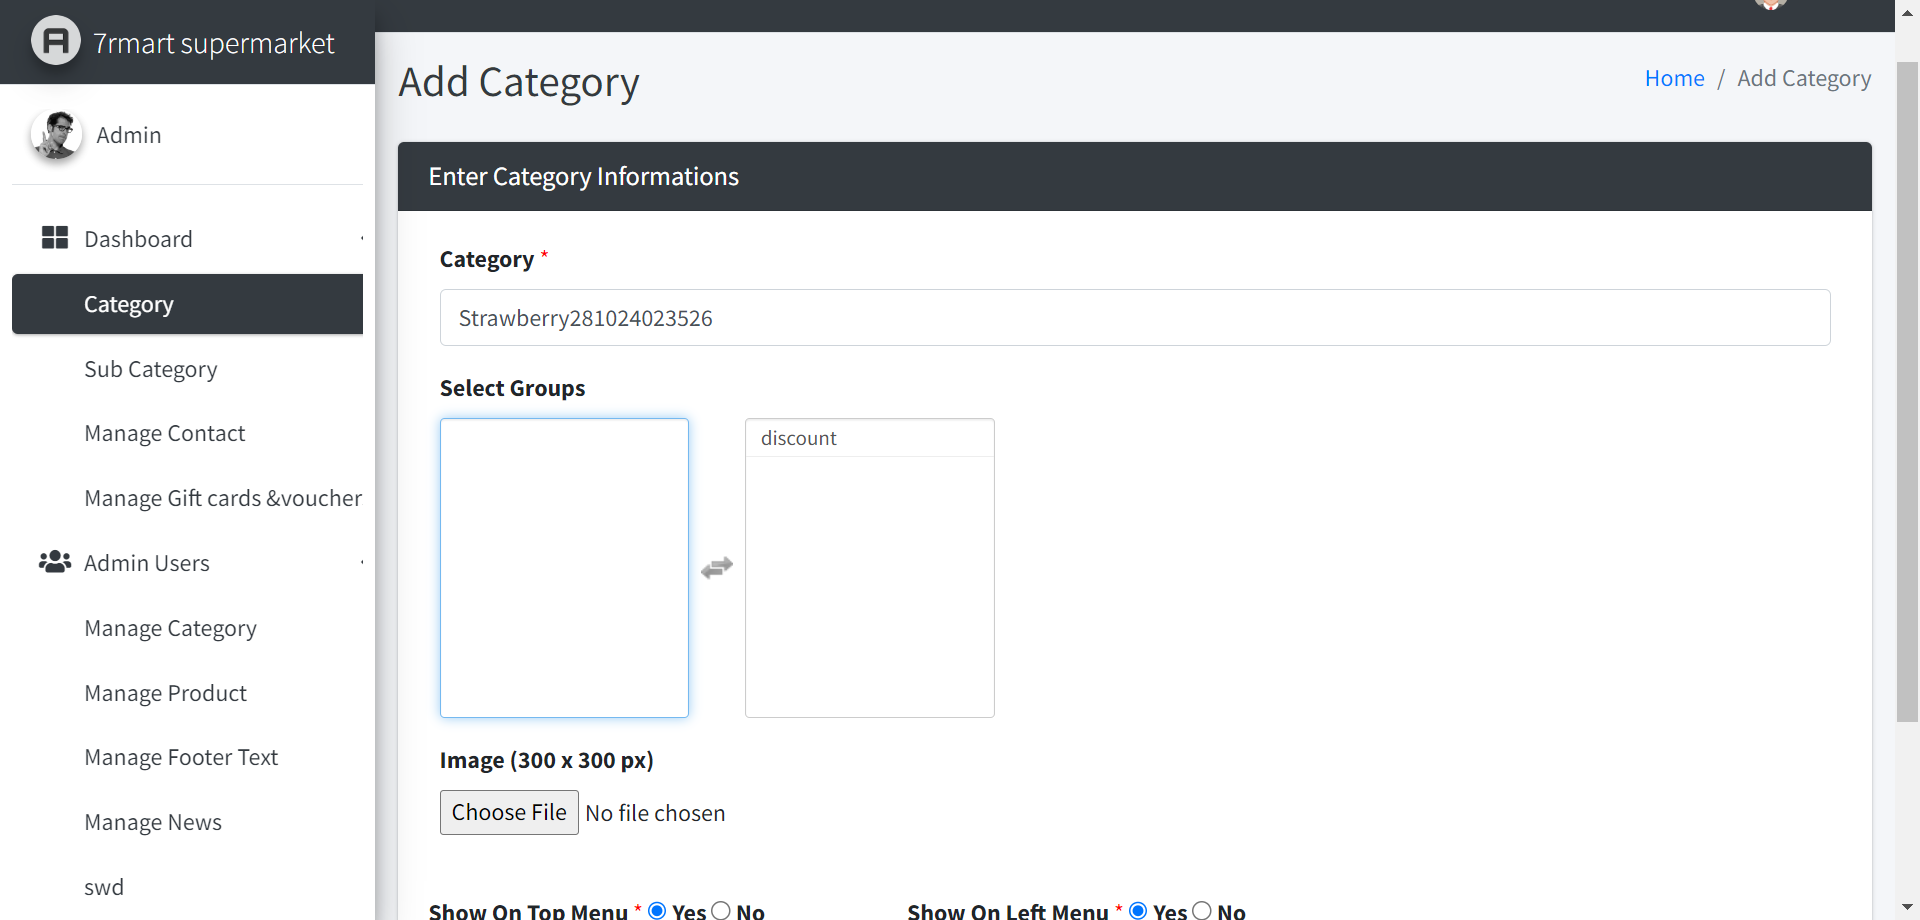 7rmart supermarket
Admin
Dashboard
Category
Sub Category
Manage Contact
Manage Gift cards &voucher
Admin Users
Manage Category
Manage Product
Manage Footer Text
Manage News
swd
Add Category
Home / Add Category
Enter Category Informations
Category *
Strawberry281024023526
Select Groups
discount
Image (300 x 300 px)
Choose File No file chosen
Show On Top Menu * Yes No
Show On Left Menu * Yes No